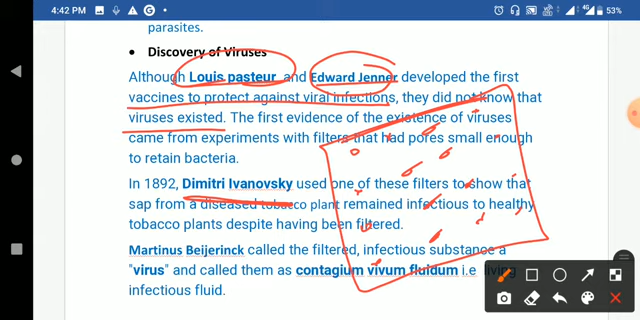 4:42 PM
4G
53%
parasites.
• Discovery of Viruses
Although Louis pasteur and Edward Jenner developed the first
vaccines to protect against viral infections, they did not know that
viruses existed. The first evidence of the existence of viruses
came from experiments with filters that had pores small enough
to retain bacteria.
In 1892, Dimitri Ivanovsky used one of these filters to show that
sap from a diseased tobacco plant remained infectious to healthy
tobacco plants despite having been filtered.
Martinus Beijerinck called the filtered, infectious substance a
"virus" and called them as contagium vivum fluidum i.e living
infectious fluid.